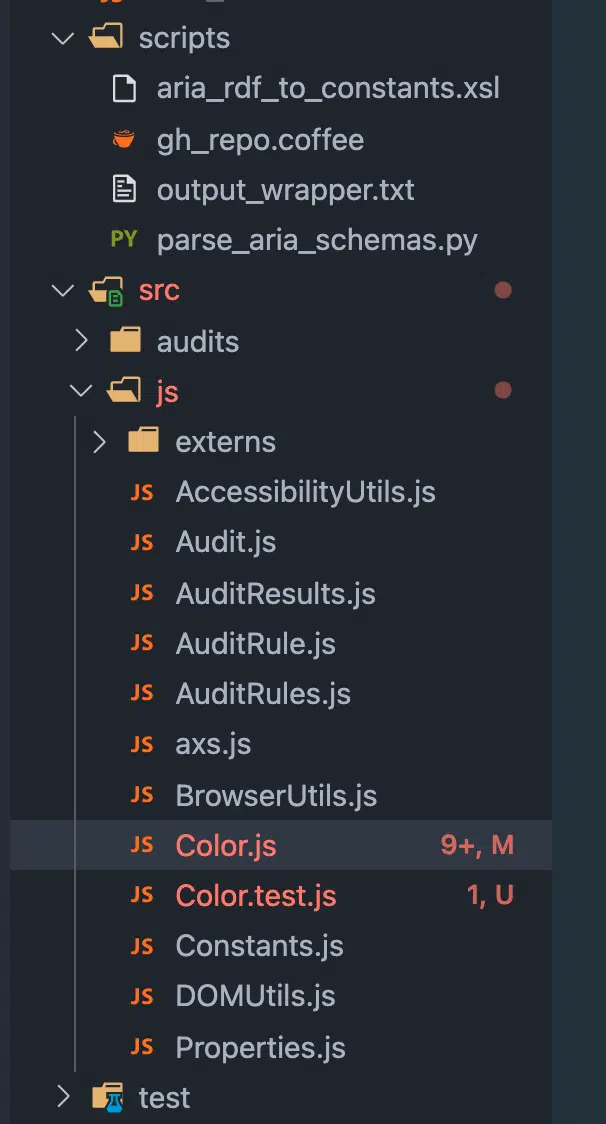 scripts
aria_rdf_to_constants.xsl
gh_repo.coffee
output_wrapper.txt
PY parse_aria_schemas.py
src
audits
js
externs
JS AccessibilityUtils.js
JS Audit.js
JS AuditResults.js
JS AuditRule.js
JS AuditRules.js
JS axs.js
JS BrowserUtils.js
JS Color.js 9+, M
JS Color.test.js 1, U
JS Constants.js
JS DOMUtils.js
JS Properties.js
test